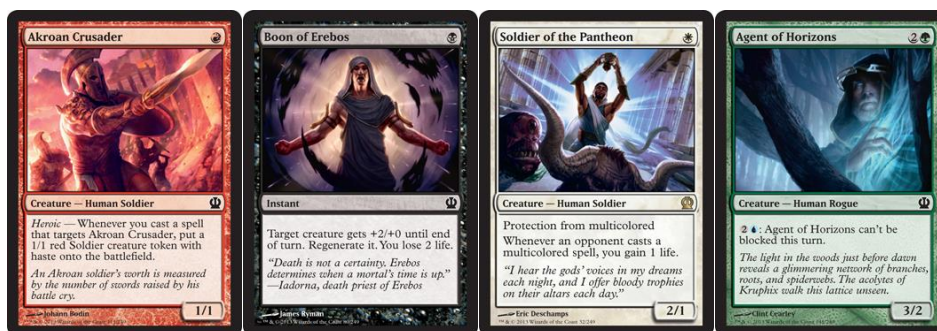 Akroan Crusader
Creature — Human Soldier
Heroic — Whenever you cast a spell
that targets Akroan Crusader, put a
1/1 red Soldier creature token with
haste onto the battlefield.
An Akroan soldier's worth is measured
by the number of swords raised by his
battle cry.
1/1
Johann Bodin
Boon of Erebos
Instant
Target creature gets +2/+0 until end
of turn. Regenerate it. You lose 2 life.
"Death is not a certainty. Erebos
determines when a mortal's time is up."
—Iadorna, death priest of Erebos
James Ryman
Soldier of the Pantheon
Creature — Human Soldier
Protection from multicolored
Whenever an opponent casts a
multicolored spell, you gain 1 life.
"I hear the gods' voices in my dreams
each night, and I offer bloody trophies
on their altars each day."
2/1
Eric Deschamps
Agent of Horizons
2
Creature — Human Rogue
2 : Agent of Horizons can't be
blocked this turn.
The light in the woods just before dawn
reveals a glimmering network of branches,
roots, and spiderwebs. The acolytes of
Kruphix walk this lattice unseen.
3/2
Clint Cearley